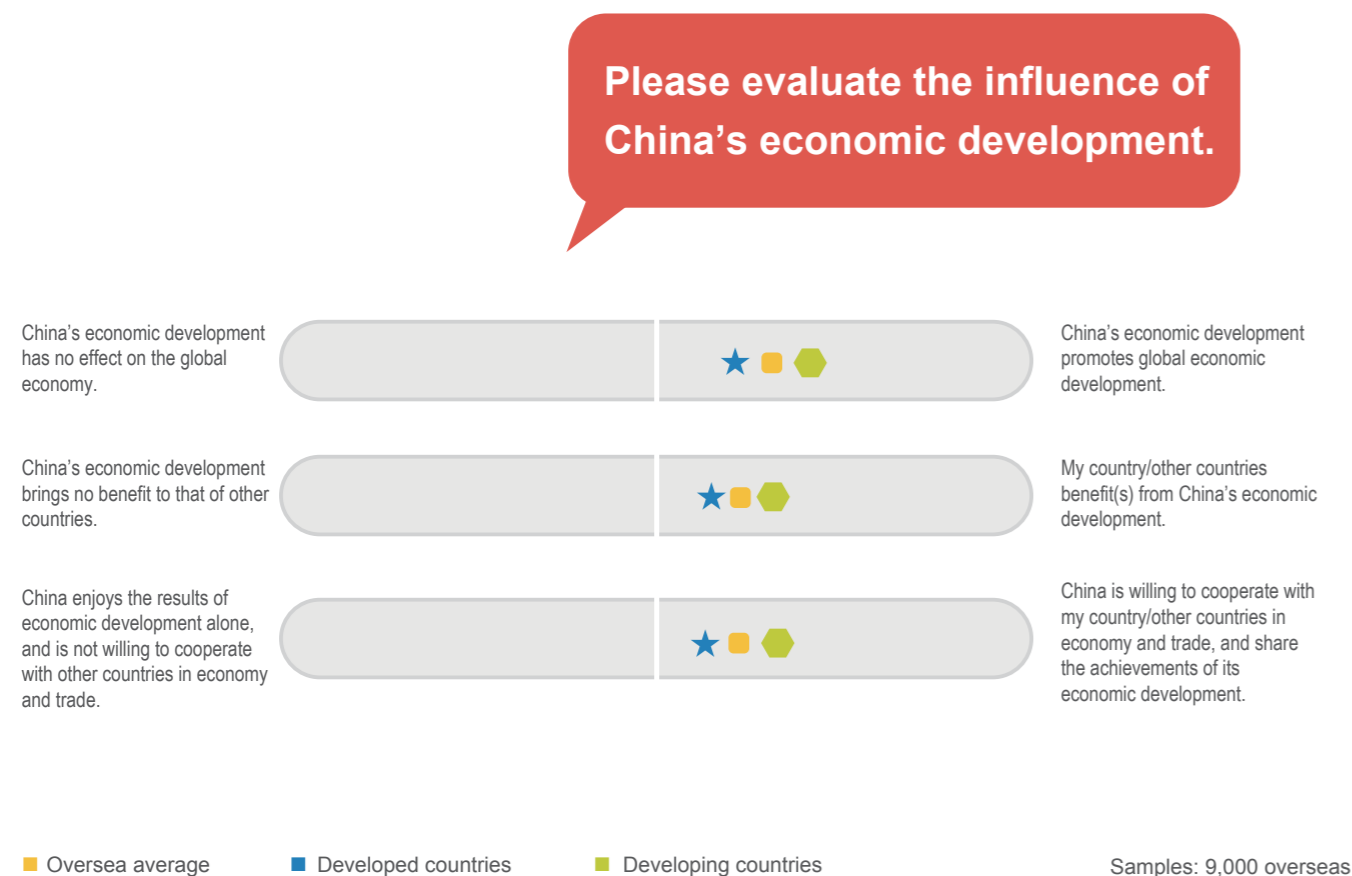 Please evaluate the influence of
China’s economic development.
China’s economic development
has no effect on the global
economy.
China’s economic development
promotes global economic
development.
China’s economic development
brings no benefit to that of other
countries.
My country/other countries
benefit(s) from China’s economic
development.
China enjoys the results of
economic development alone,
and is not willing to cooperate
with other countries in economy
and trade.
China is willing to cooperate with
my country/other countries in
economy and trade, and share
the achievements of its
economic development.
Oversea average
Developed countries
Developing countries
Samples: 9,000 overseas